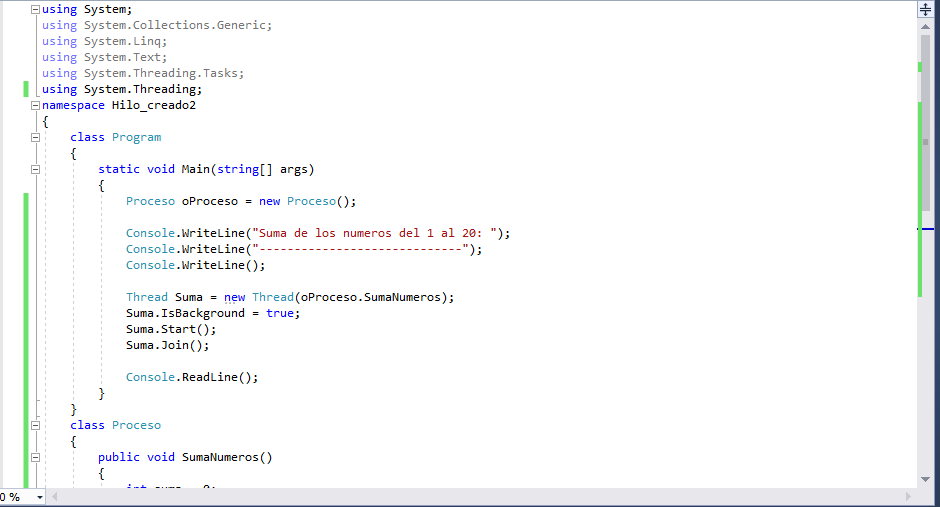 using System;
using System.Collections.Generic;
using System.Linq;
using System.Text;
using System.Threading.Tasks;
using System.Threading;
namespace Hilo_creado2
{
class Program
{
static void Main(string[] args)
{
Proceso oProceso = new Proceso();
Console.WriteLine("Suma de los numeros del 1 al 20: ");
Console.WriteLine("-----------------------------");
Console.WriteLine();
Thread Suma = new Thread(oProceso.SumaNumeros);
Suma.IsBackground = true;
Suma.Start();
Suma.Join();
Console.ReadLine();
}
}
class Proceso
{
public void SumaNumeros()
{
int suma = 0;
0 %